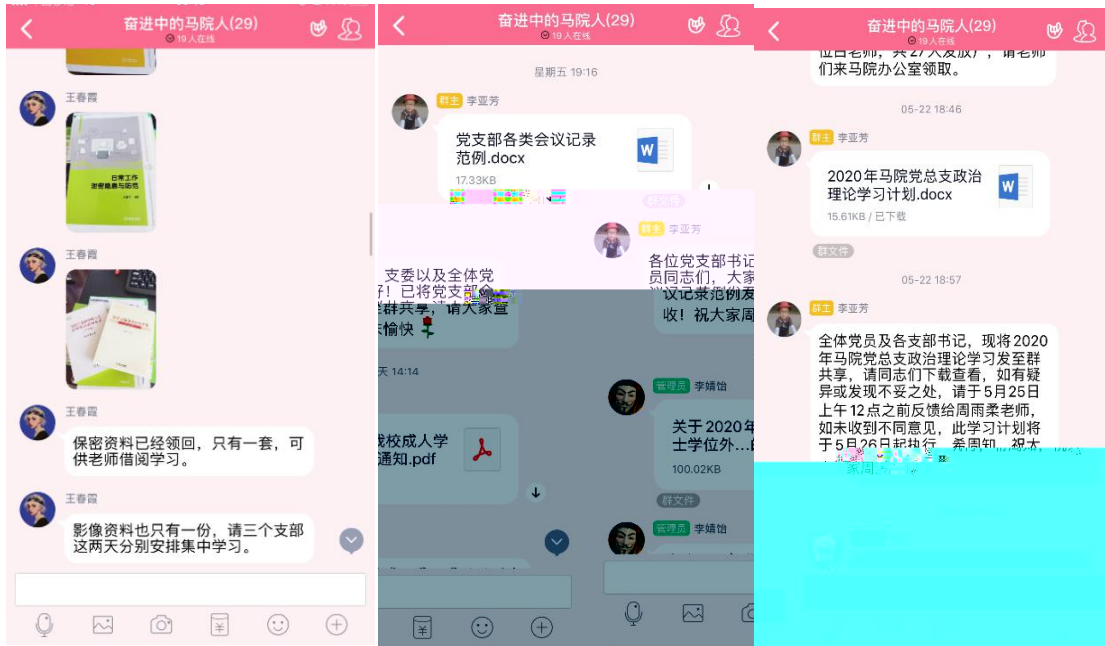 奋进中的马院人(29)
19人在线
王春霞
日常工作
泄密隐患与防范
王春霞
王春霞
保密资料已经领回，只有一套，可
供老师借阅学习。
王春霞
影像资料也只有一份，请三个支部
这两天分别安排集中学习。
奋进中的马院人(29)
19人在线
星期五 19:16
群主 李亚芳
党支部各类会议记录
范例.docx
17.33KB
群文件
群主 李亚芳
各位党支部书记
员同志们，大家
议记录范例发
收！祝大家周
支委以及全体党
好！已将党支部会
群共享，请大家查
末愉快
天 14:14
我校成人学
通知.pdf
管理员 李婧怡
关于2020年
士学位外...
100.02KB
群文件
管理员 李婧怡
奋进中的马院人(29)
19人在线
位吕老师，共27人发放），请老师
们来马院办公室领取。
05-22 18:46
群主 李亚芳
2020年马院党总支政治
理论学习计划.docx
15.61KB / 已下载
群文件
05-22 18:57
群主 李亚芳
全体党员及各支部书记，现将2020
年马院党总支政治理论学习发至群
共享，请同志们下载查看，如有疑
异或发现不妥之处，请于5月25日
上午12点之前反馈给周雨柔老师，
如未收到不同意见，此学习计划将
于5月26日起执行，希周知，祝大
家周